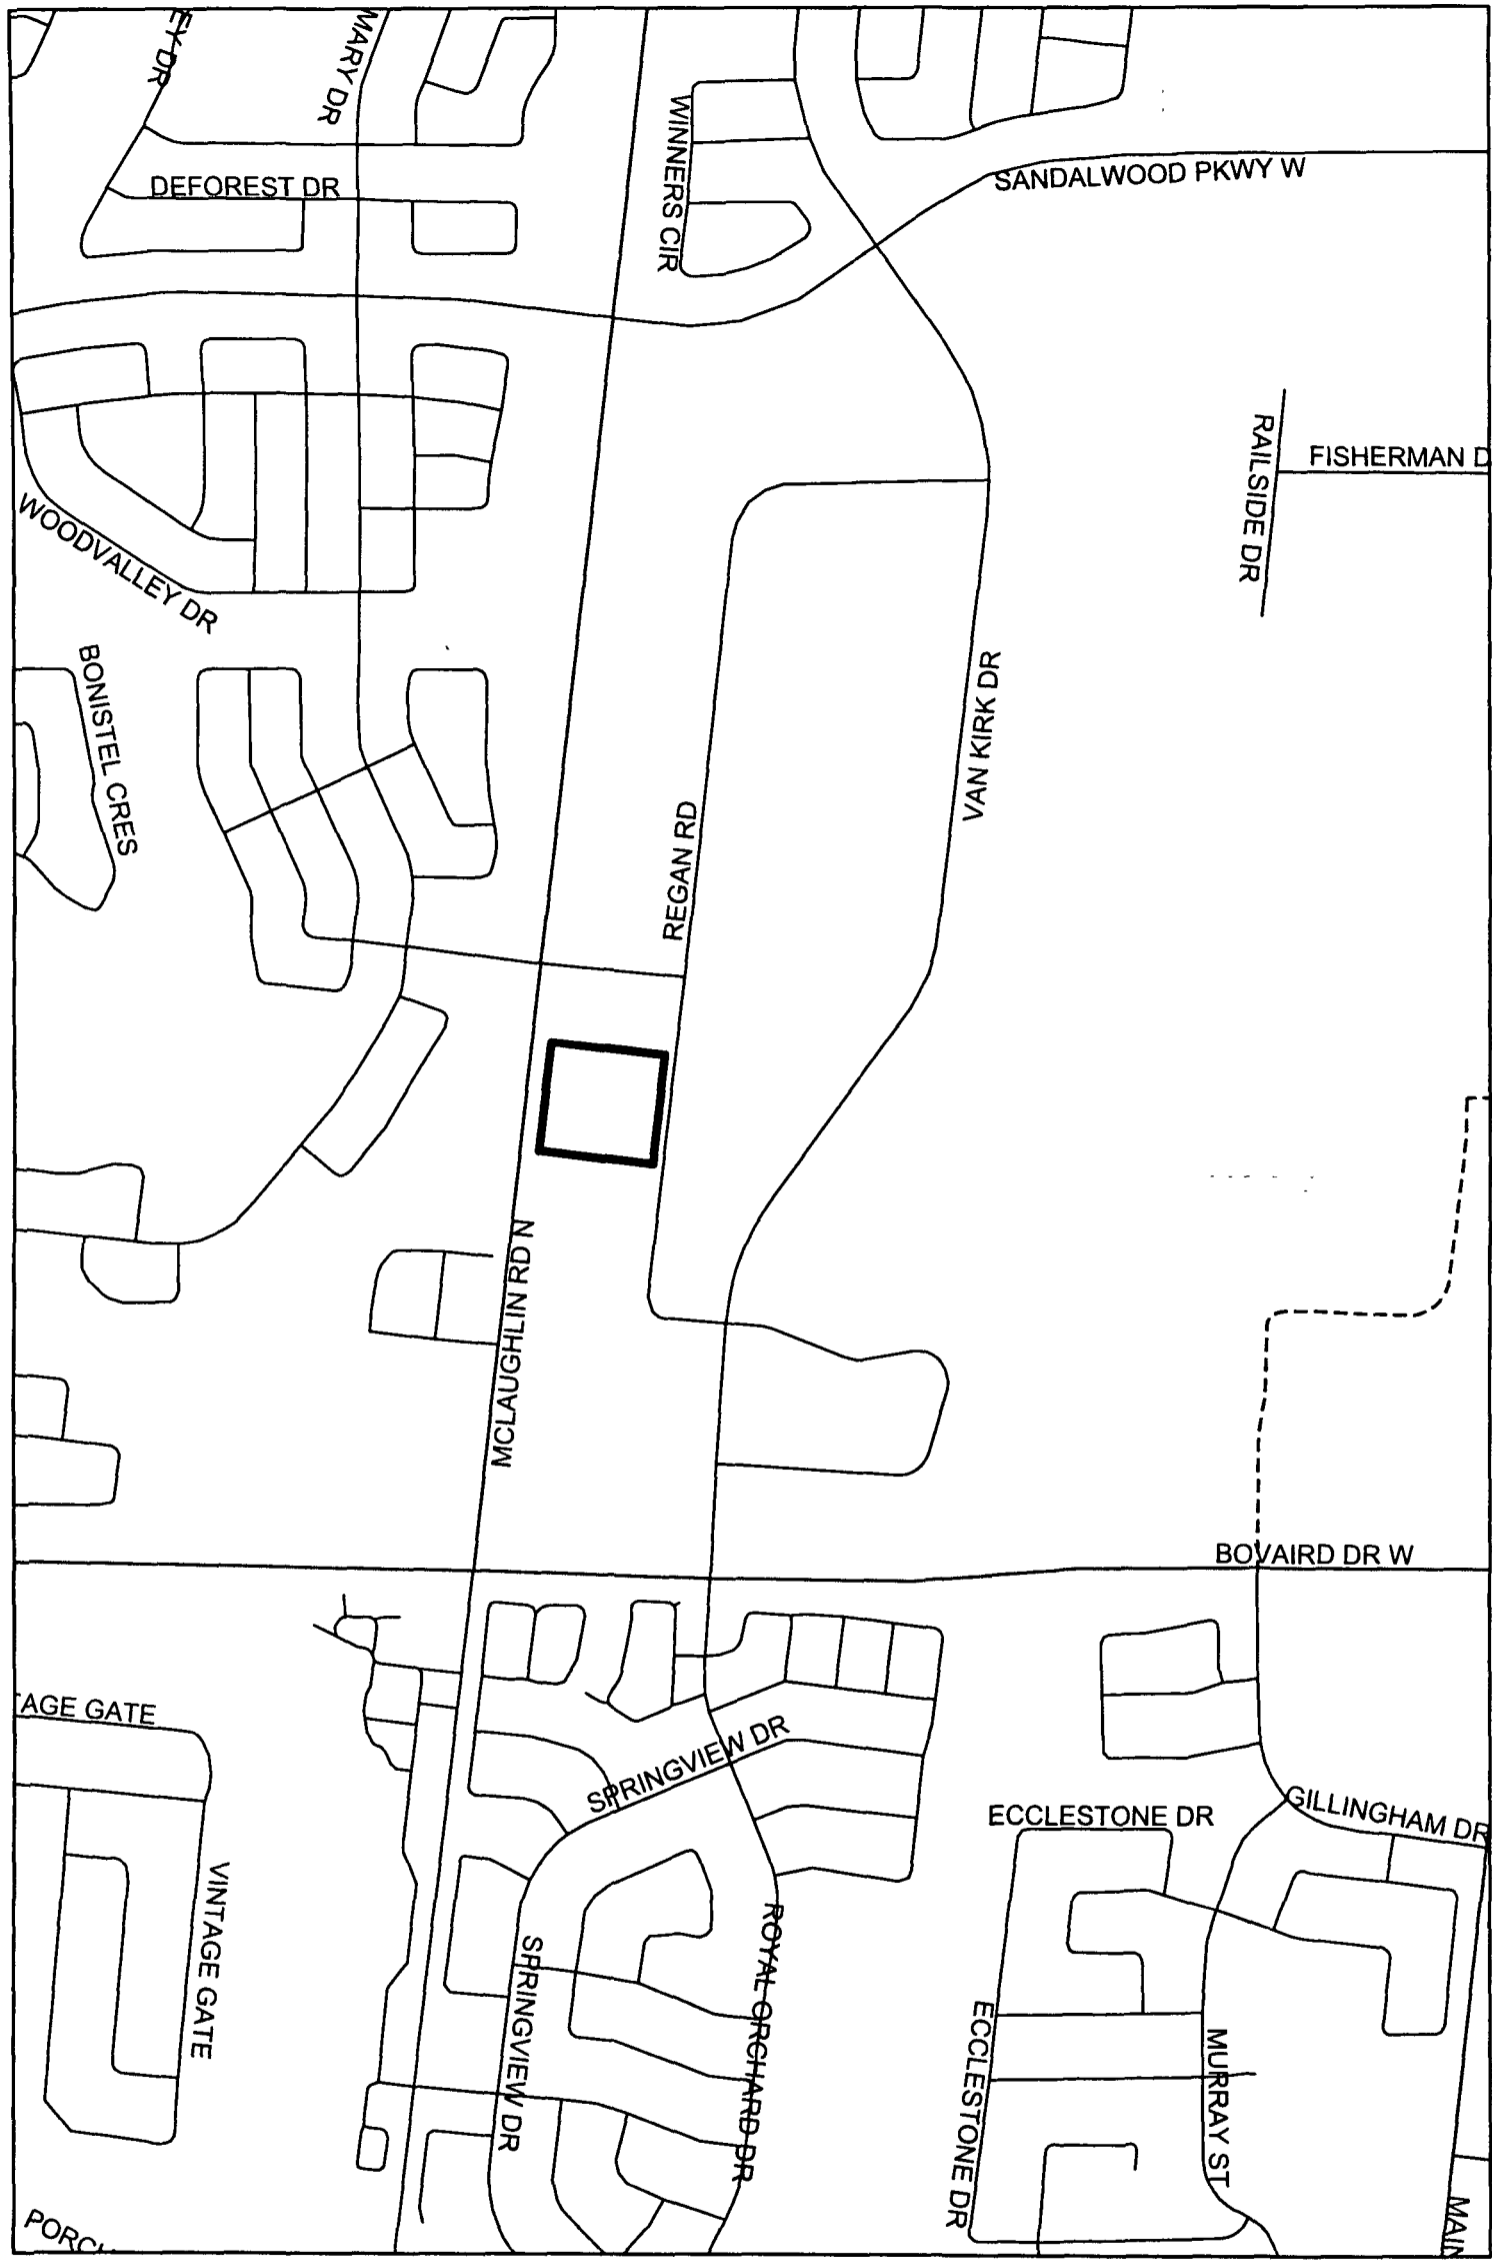 EY DR
MARY DR
WINNERS CIR
SANDALWOOD PKWY W
DEFOREST DR
RAILSIDE DR
FISHERMAN D
WOODVALLEY DR
BONISTEL CRES
VAN KIRK DR
REGAN RD
MCLAUGHLIN RD N
BOVAIRD DR W
TAGE GATE
SPRINGVIEW DR
ECCLESTONE DR
GILLINGHAM DR
VINTAGE GATE
SPRINGVIEW DR
ROYAL ORCHARD DR
ECCLESTONE DR
MURRAY ST
MAIN
PORC